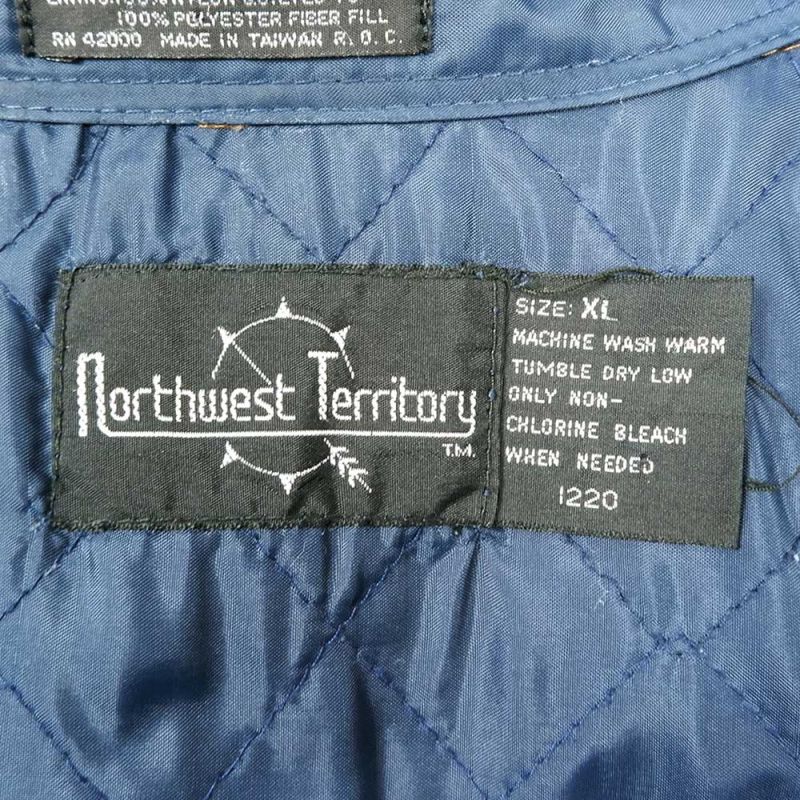 100% POLYESTER FIBER FILL
RN 42000 MADE IN TAIWAN R.O.C.
Northwest Territory
T.M.
SIZE: XL
MACHINE WASH WARM
TUMBLE DRY LOW
ONLY NON-
CHLORINE BLEACH
WHEN NEEDED
1220